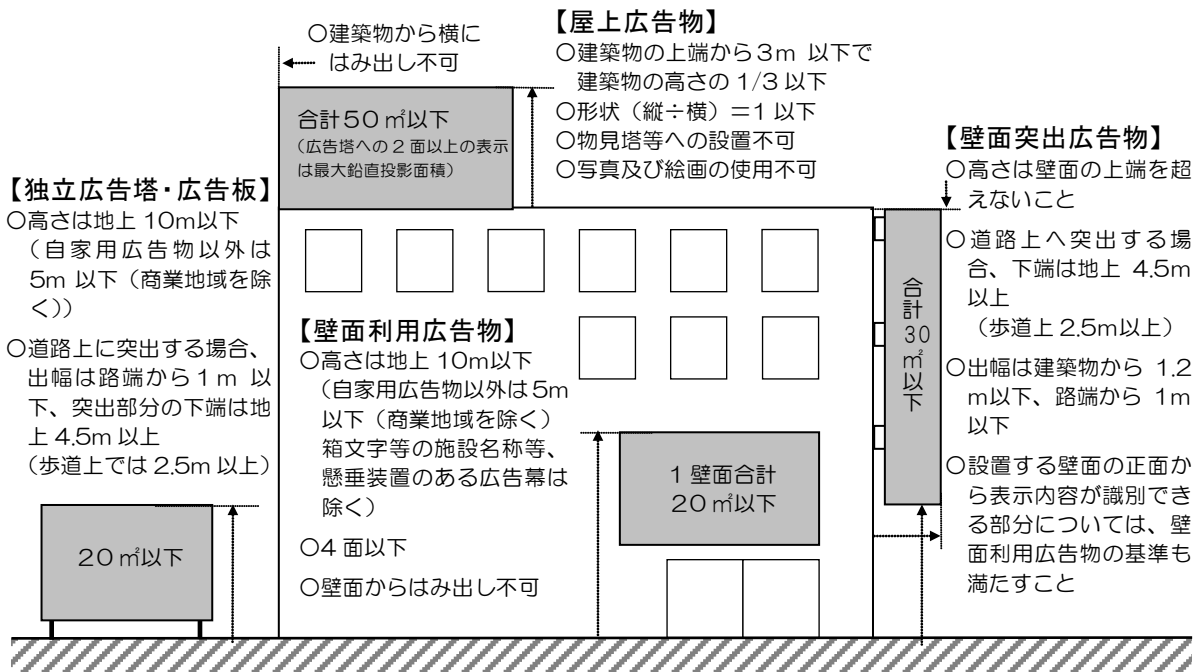 〇建築物から横に
はみ出し不可
【屋上広告物】
〇建築物の上端から3m 以下で
建築物の高さの 1/3 以下
〇形状（縦÷横）＝1 以下
〇物見塔等への設置不可
〇写真及び絵画の使用不可
合計50 ㎡以下
（広告塔への 2 面以上の表示
は最大鉛直投影面積）
【独立広告塔・広告板】
〇高さは地上 10m以下
（自家用広告物以外は
5m 以下（商業地域を除
く））
〇道路上に突出する場合、
出幅は路端から1 m 以
下、突出部分の下端は地
上 4.5m 以上
（歩道上では 2.5m 以上）
20 ㎡以下
【壁面利用広告物】
〇高さは地上 10m以下
（自家用広告物以外は5m
以下（商業地域を除く）
箱文字等の施設名称等、
懸垂装置のある広告幕は
除く）
〇4 面以下
〇壁面からはみ出し不可
1 壁面合計
20 ㎡以下
【壁面突出広告物】
〇高さは壁面の上端を超
えないこと
〇道路上へ突出する場
合、下端は地上 4.5m
以上
（歩道上 2.5m以上）
〇出幅は建築物から 1.2
m以下、路端から 1m
以下
〇設置する壁面の正面か
ら表示内容が識別でき
る部分については、壁
面利用広告物の基準も
満たすこと
合計30㎡以下